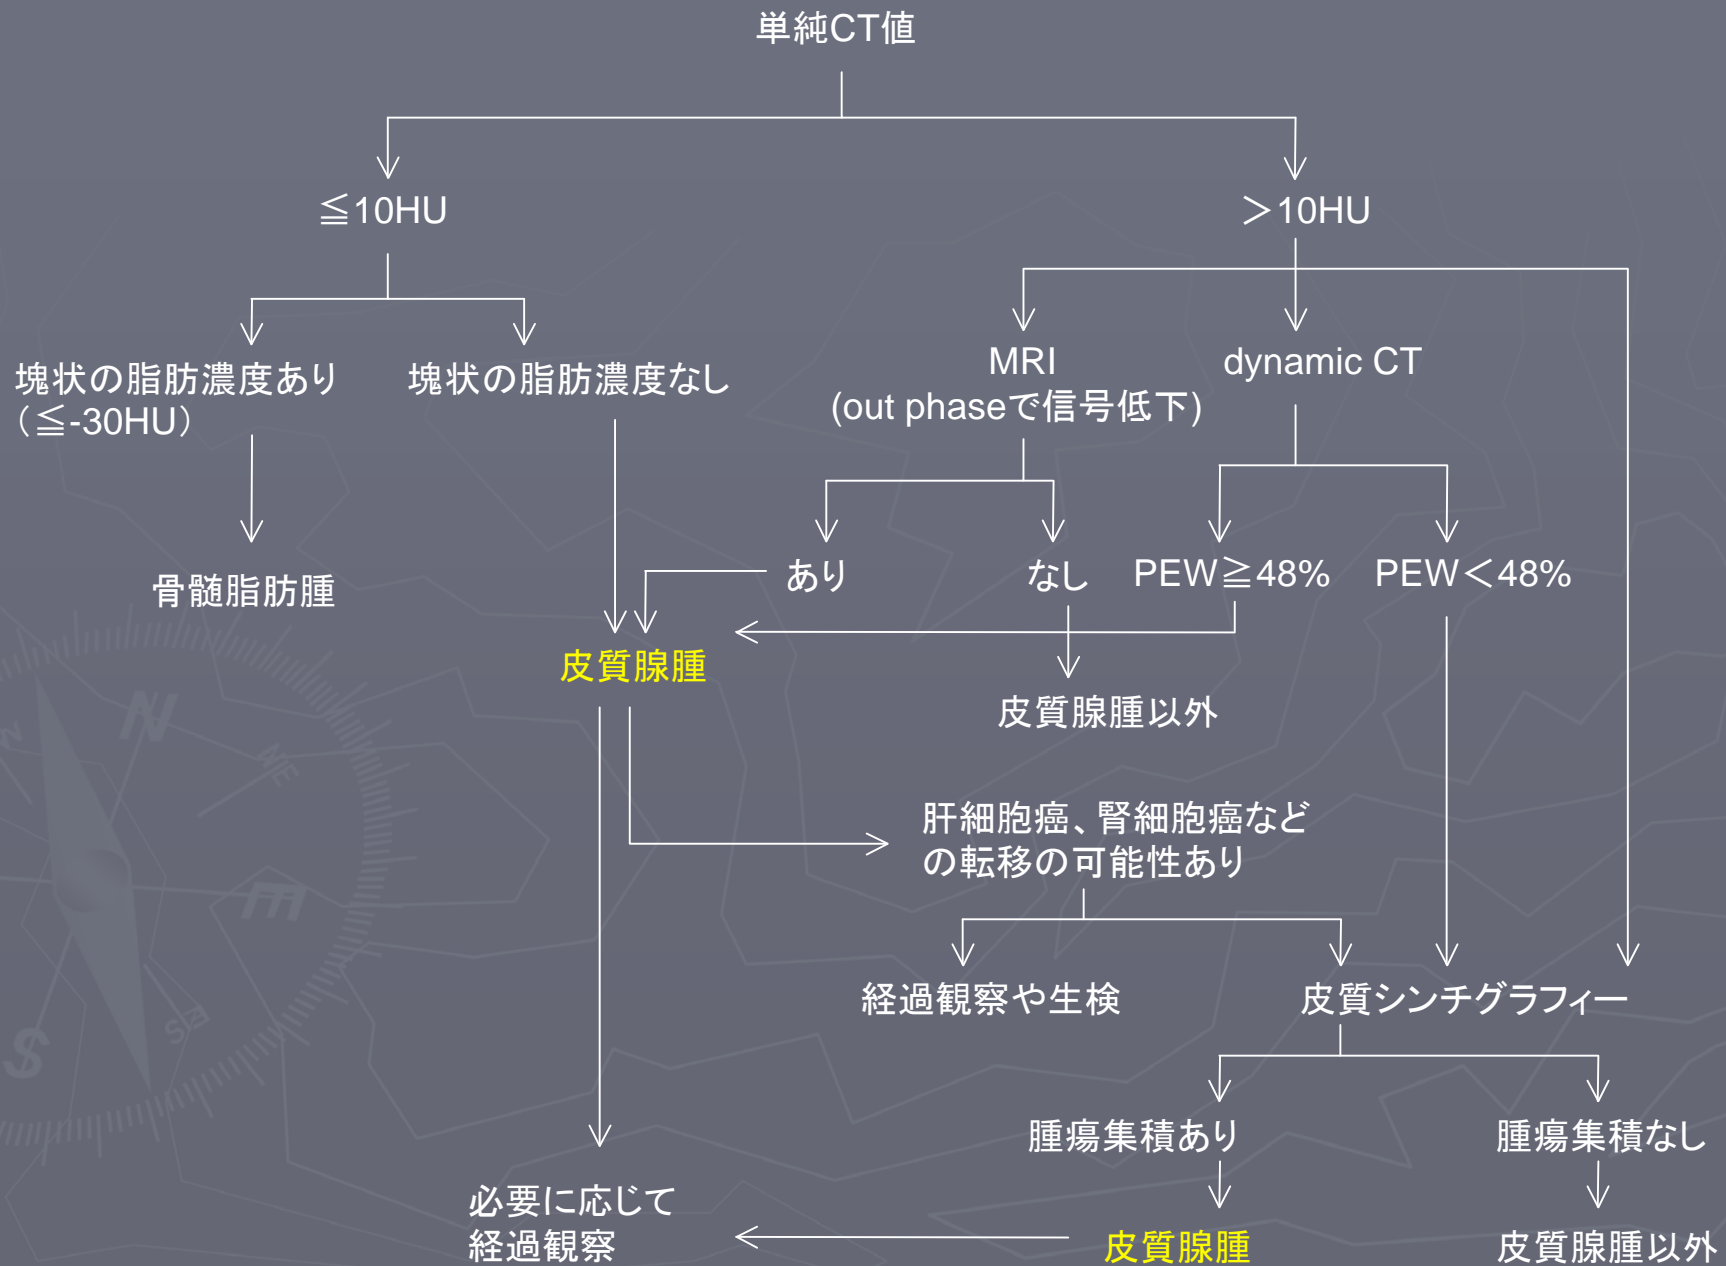 単純CT値
≦10HU
＞10HU
塊状の脂肪濃度あり
（≦-30HU）
塊状の脂肪濃度なし
MRI
(out phaseで信号低下)
dynamic CT
骨髄脂肪腫
あり
なし
PEW≧48%
PEW＜48%
皮質腺腫
皮質腺腫以外
肝細胞癌、腎細胞癌など
の転移の可能性あり
経過観察や生検
皮質シンチグラフィー
腫瘍集積あり
腫瘍集積なし
必要に応じて
経過観察
皮質腺腫
皮質腺腫以外
N
N
NE
E
SE
S